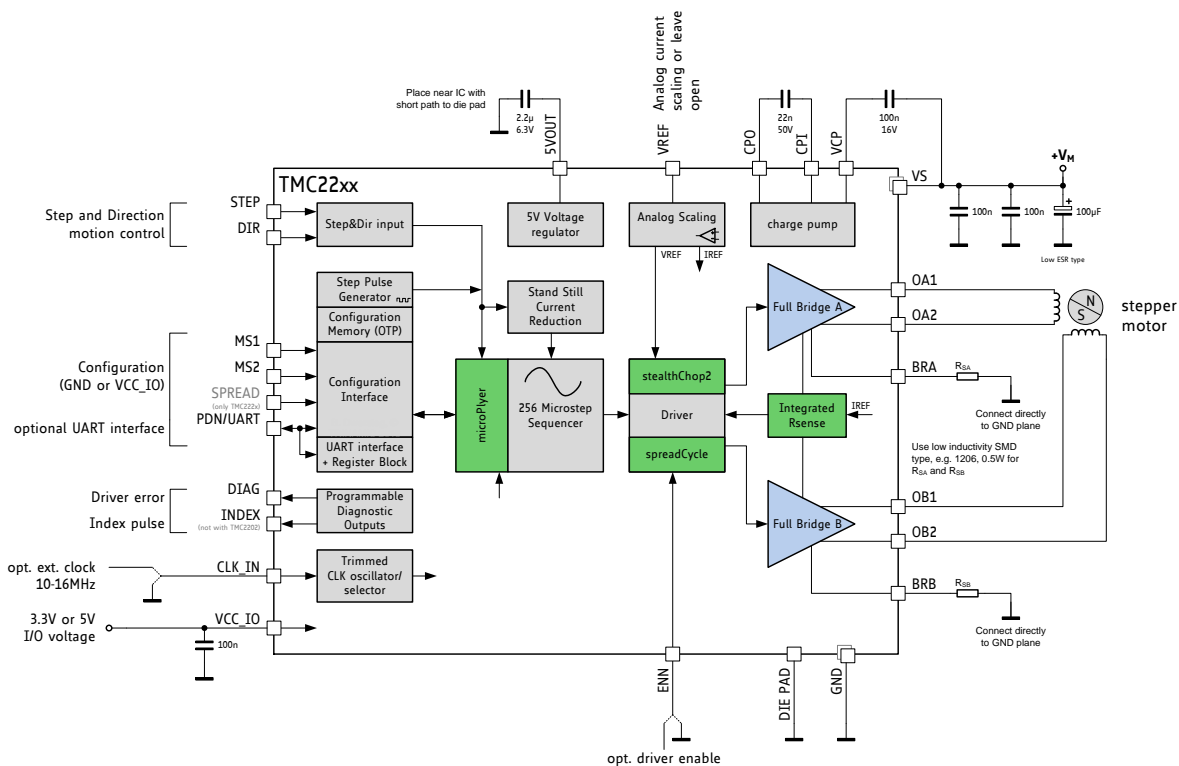 Place near IC with
short path to die pad
2.2µ
6.3V
5VOUT
VREF
Analog current
scaling or leave
open
CPO
22n
50V
CPI
VCP
100n
16V
+VM
VS
100n
100n
+
100µF
Low ESR type
TMC22xx
Step and Direction
motion control
STEP
DIR
Step&Dir input
5V Voltage
regulator
Analog Scaling
VREF
IREF
charge pump
Step Pulse
Generator
Configuration
Memory (OTP)
Stand Still
Current
Reduction
Full Bridge A
OA1
OA2
N
S
stepper
motor
Configuration
(GND or VCC_IO)
optional UART interface
MS1
MS2
SPREAD
(only TMC222x)
PDN/UART
Configuration
Interface
UART interface
+ Register Block
microPlyer
256 Microstep
Sequencer
stealthChop2
Driver
spreadCycle
Integrated
Rsense
IREF
BRA
RSA
Connect directly
to GND plane
Use low inductivity SMD
type, e.g. 1206, 0.5W for
RSA and RSB
Driver error
Index pulse
DIAG
INDEX
(not with TMC2202)
Programmable
Diagnostic
Outputs
Full Bridge B
OB1
OB2
opt. ext. clock
10-16MHz
CLK_IN
Trimmed
CLK oscillator/
selector
BRB
RSB
Connect directly
to GND plane
3.3V or 5V
I/O voltage
VCC_IO
100n
ENN
DIE PAD
GND
opt. driver enable